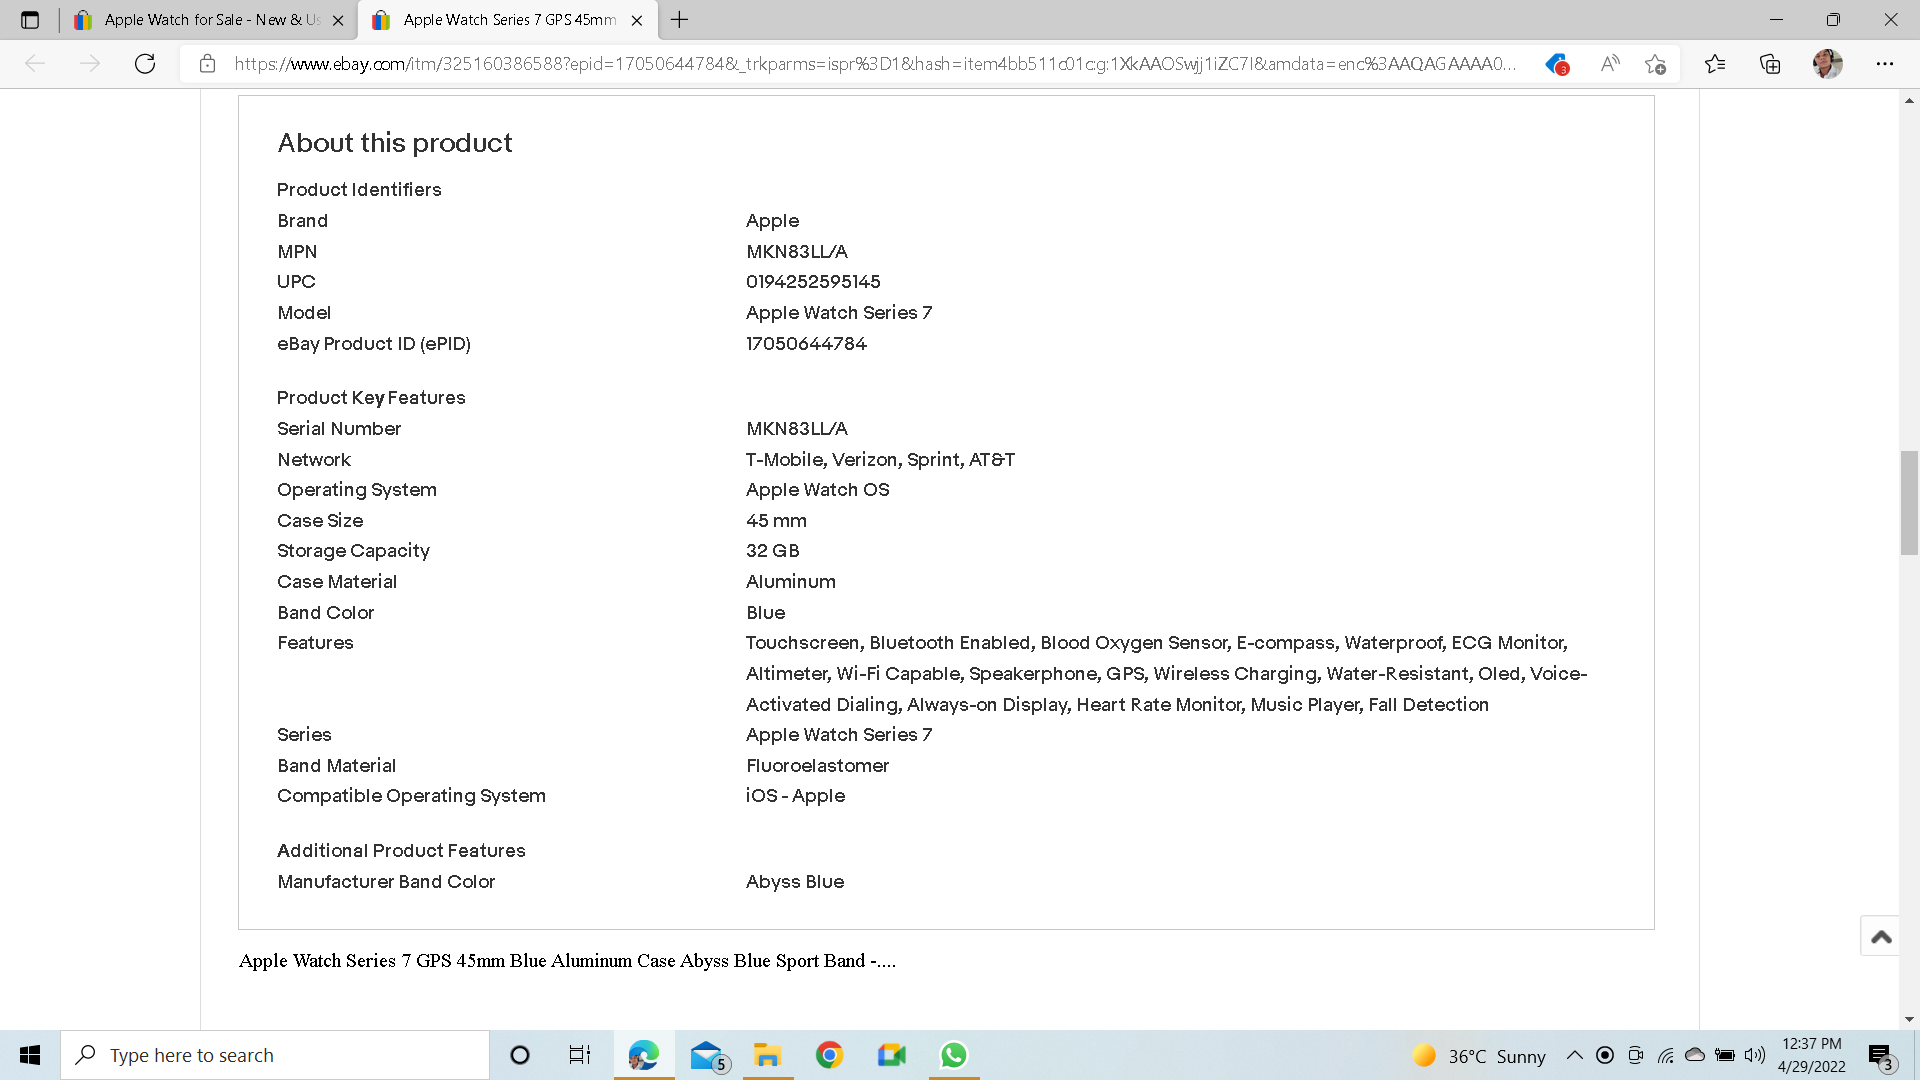 Apple Watch for Sale - New & Us
Apple Watch Series 7 GPS 45mm
https://www.ebay.com/itm/325160386588?epid=17050644784&_trkparms=ispr%3D1&hash=item4bb511c01c:g:1XkAAOSwjj1iZC7I&amdata=enc%3AAQAGAAAA0...
3
About this product
Product Identifiers
Brand Apple
MPN MKN83LL/A
UPC 0194252595145
Model Apple Watch Series 7
eBay Product ID (ePID) 17050644784
Product Key Features
Serial Number MKN83LL/A
Network T-Mobile, Verizon, Sprint, AT&T
Operating System Apple Watch OS
Case Size 45 mm
Storage Capacity 32 GB
Case Material Aluminum
Band Color Blue
Features Touchscreen, Bluetooth Enabled, Blood Oxygen Sensor, E-compass, Waterproof, ECG Monitor,
Altimeter, Wi-Fi Capable, Speakerphone, GPS, Wireless Charging, Water-Resistant, Oled, Voice-
Activated Dialing, Always-on Display, Heart Rate Monitor, Music Player, Fall Detection
Series Apple Watch Series 7
Band Material Fluoroelastomer
Compatible Operating System iOS - Apple
Additional Product Features
Manufacturer Band Color Abyss Blue
Apple Watch Series 7 GPS 45mm Blue Aluminum Case Abyss Blue Sport Band -....
Type here to search
5
36°C Sunny
12:37 PM
4/29/2022
3